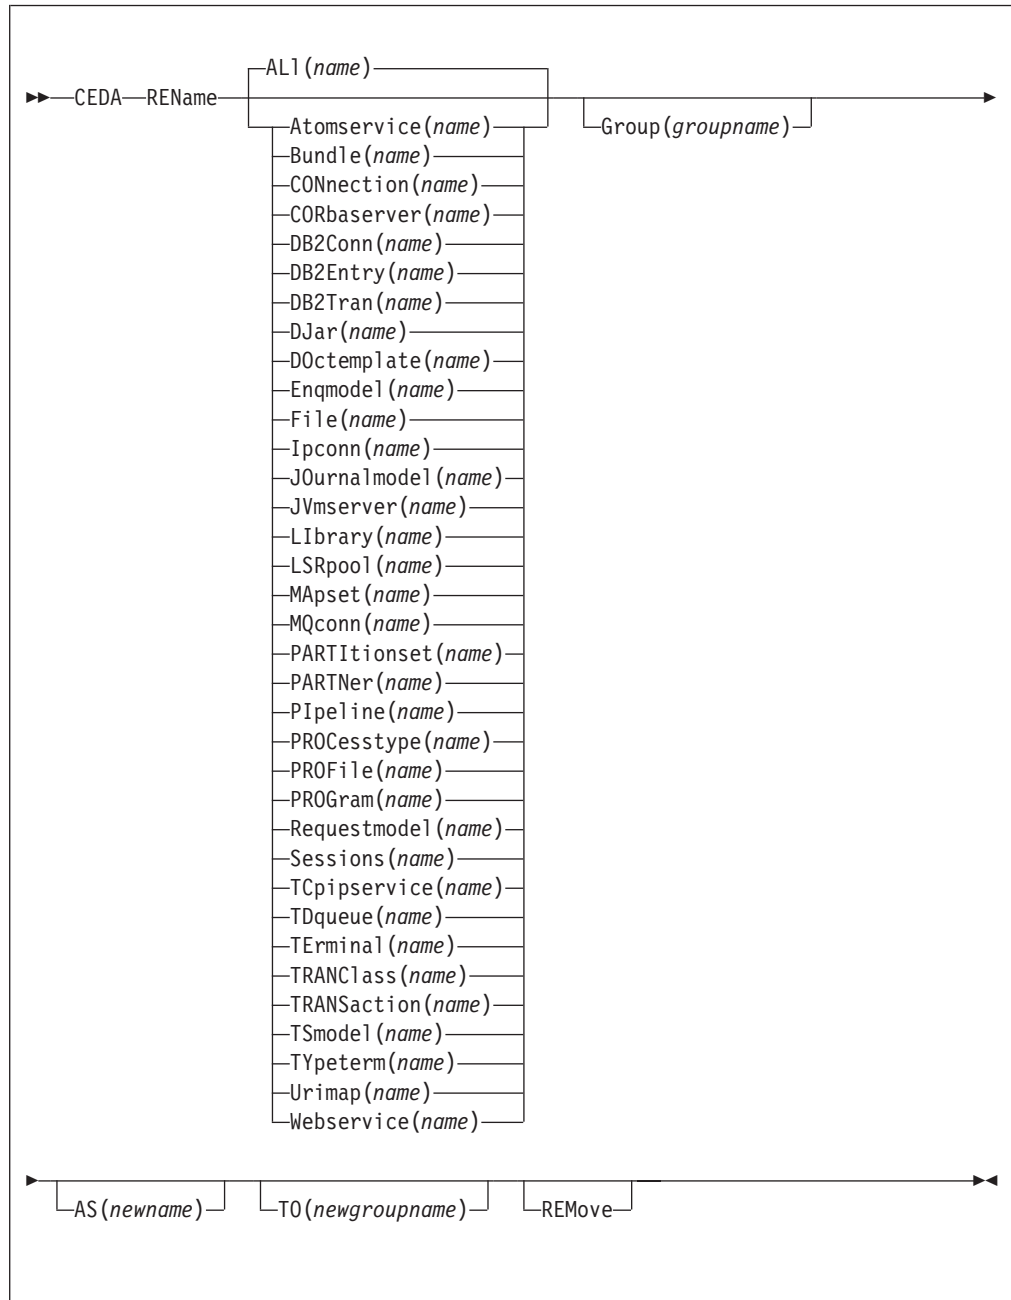 ALl(name)
CEDA REName
Atomservice(name) Group(groupname)
Bundle(name)
CONnection(name)
CORbaserver(name)
DB2Conn(name)
DB2Entry(name)
DB2Tran(name)
DJar(name)
DOctemplate(name)
Enqmodel(name)
File(name)
Ipconn(name)
JOurnalmodel(name)
JVmserver(name)
LIbrary(name)
LSRpool(name)
MApset(name)
MQconn(name)
PARTItionset(name)
PARTNer(name)
PIpeline(name)
PROCesstype(name)
PROFile(name)
PROGram(name)
Requestmodel(name)
Sessions(name)
TCpipservice(name)
TDqueue(name)
TErminal(name)
TRANClass(name)
TRANSaction(name)
TSmodel(name)
TYpeterm(name)
Urimap(name)
Webservice(name)
AS(newname) TO(newgroupname) REMove